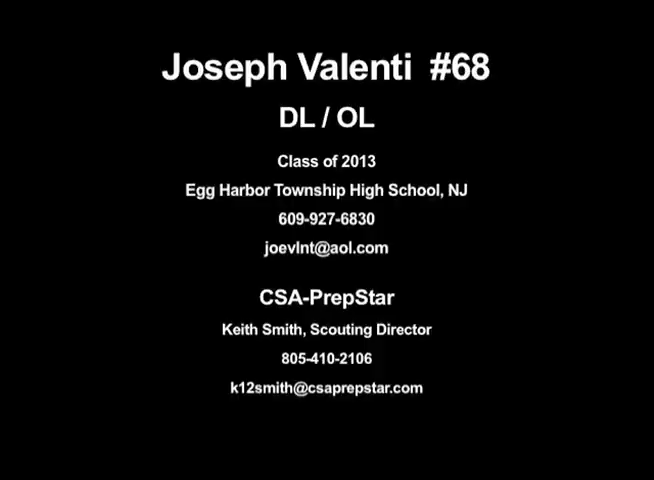 Joseph Valenti #68
DL / OL
Class of 2013
Egg Harbor Township High School, NJ
609-927-6830
joevlnt@aol.com
CSA-PrepStar
Keith Smith, Scouting Director
805-410-2106
k12smith@csaprepstar.com